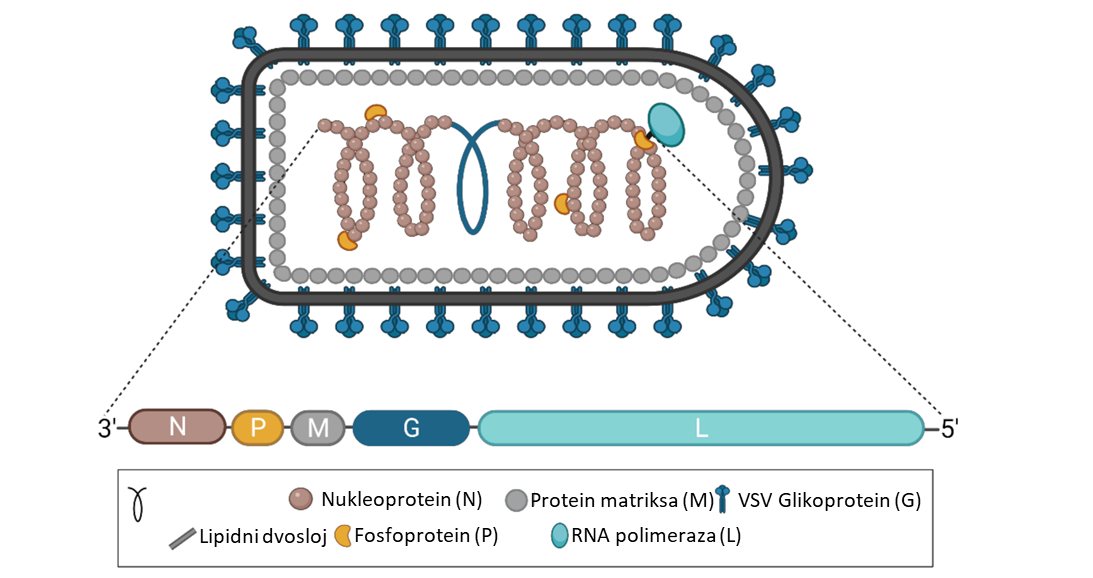 3' N P M G L 5'
Nukleoprotein (N) Protein matriksa (M) VSV Glikoprotein (G)
Lipidni dvosloj Fosfoprotein (P) RNA polimeraza (L)